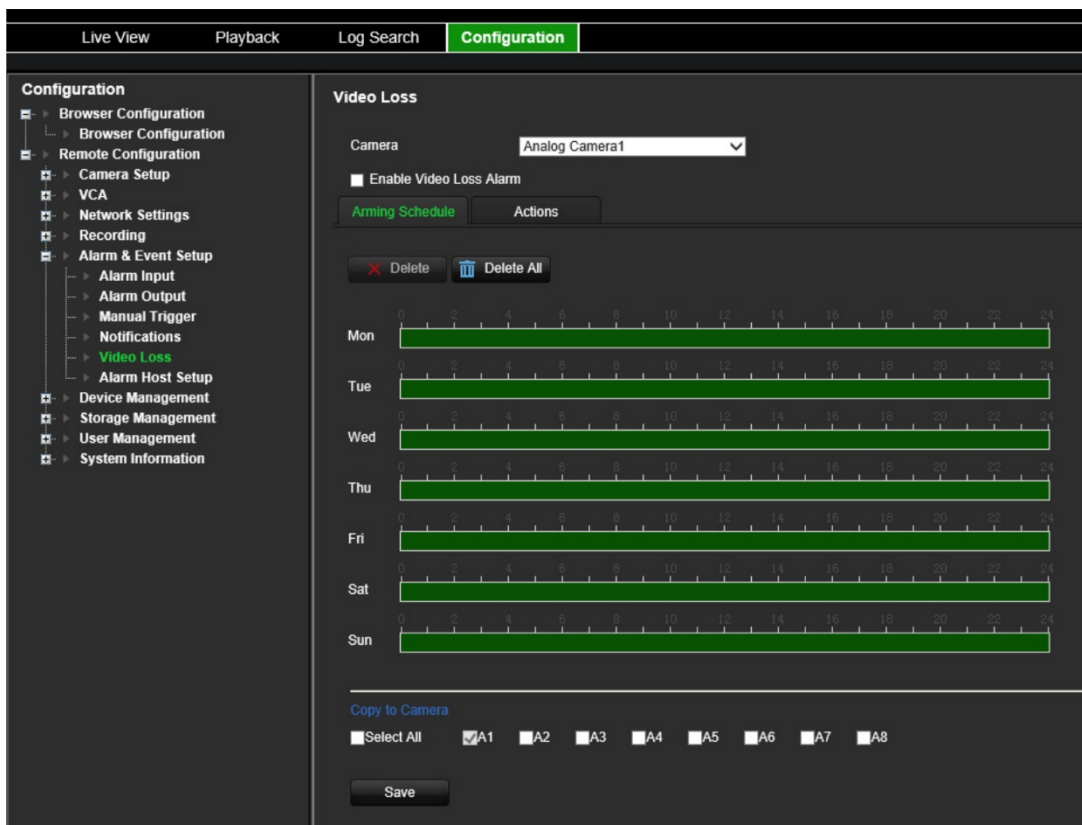 Live View Playback Log Search Configuration
Configuration
Browser Configuration
Browser Configuration
Remote Configuration
Camera Setup
VCA
Network Settings
Recording
Alarm & Event Setup
Alarm Input
Alarm Output
Manual Trigger
Notifications
Video Loss
Alarm Host Setup
Device Management
Storage Management
User Management
System Information
Video Loss
Camera Analog Camera1
Enable Video Loss Alarm
Arming Schedule Actions
Delete Delete All
0 2 4 6 8 10 12 14 16 18 20 22 24
Mon
0 2 4 6 8 10 12 14 16 18 20 22 24
Tue
0 2 4 6 8 10 12 14 16 18 20 22 24
Wed
0 2 4 6 8 10 12 14 16 18 20 22 24
Thu
0 2 4 6 8 10 12 14 16 18 20 22 24
Fri
0 2 4 6 8 10 12 14 16 18 20 22 24
Sat
0 2 4 6 8 10 12 14 16 18 20 22 24
Sun
Copy to Camera
Select All A1 A2 A3 A4 A5 A6 A7 A8
Save